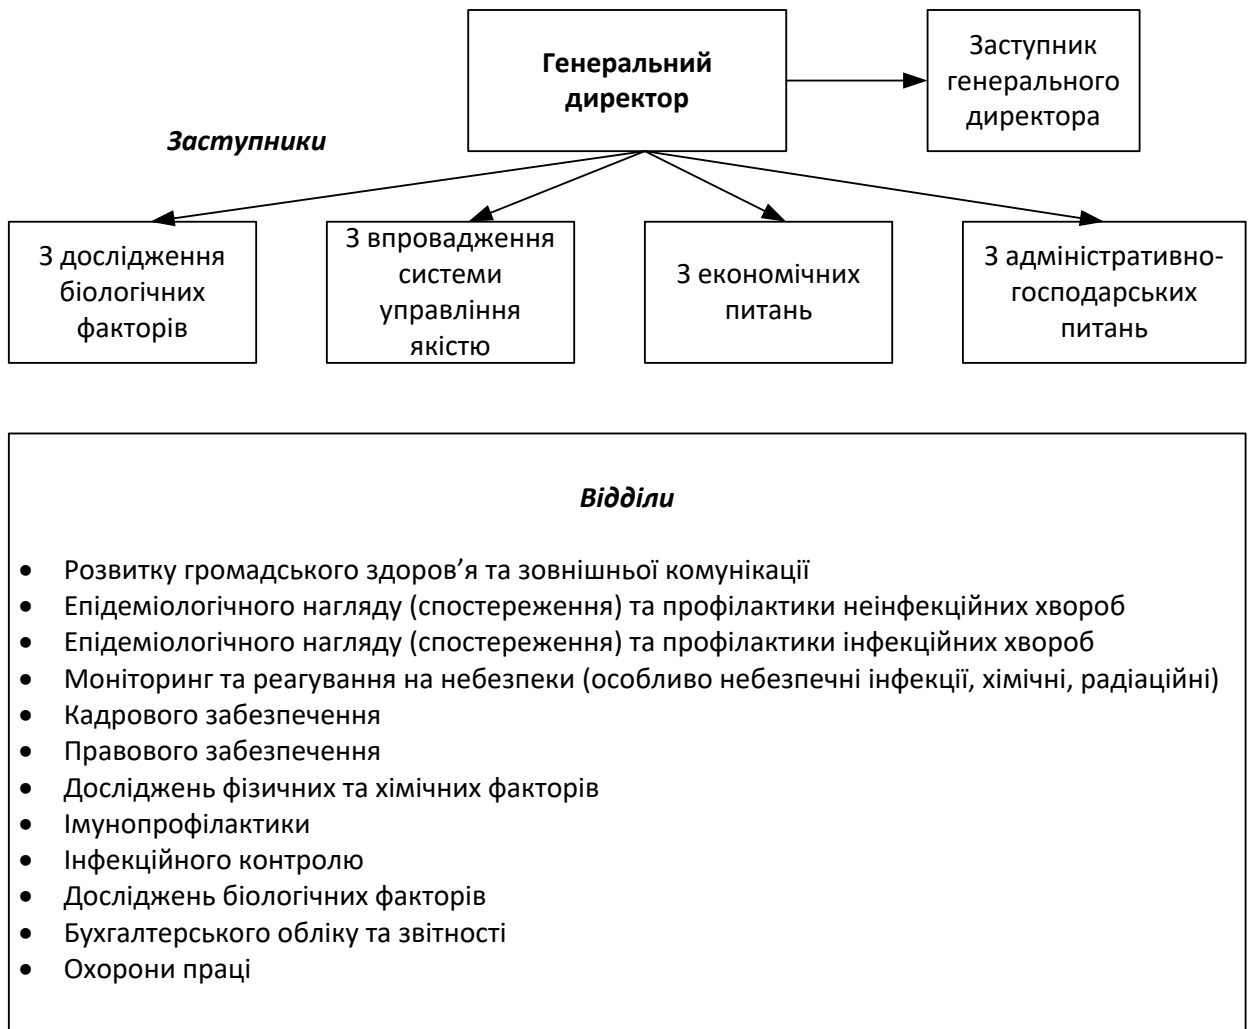 Генеральний
директор
Заступник
генерального
директора
Заступники
З дослідження
біологічних
факторів
З впровадження
системи
управління
якістю
З економічних
питань
З адміністративно-
господарських
питань
Відділи
• Розвитку громадського здоров’я та зовнішньої комунікації
• Епідеміологічного нагляду (спостереження) та профілактики неінфекційних хвороб
• Епідеміологічного нагляду (спостереження) та профілактики інфекційних хвороб
• Моніторинг та реагування на небезпеки (особливо небезпечні інфекції, хімічні, радіаційні)
• Кадрового забезпечення
• Правового забезпечення
• Досліджень фізичних та хімічних факторів
• Імунопрофілактики
• Інфекційного контролю
• Досліджень біологічних факторів
• Бухгалтерського обліку та звітності
• Охорони праці